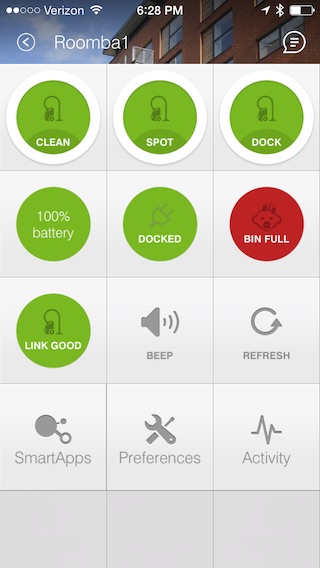 Verizon 6:28 PM
Roomba1
CLEAN SPOT DOCK
100%
battery
DOCKED BIN FULL
LINK GOOD BEEP REFRESH
SmartApps Preferences Activity